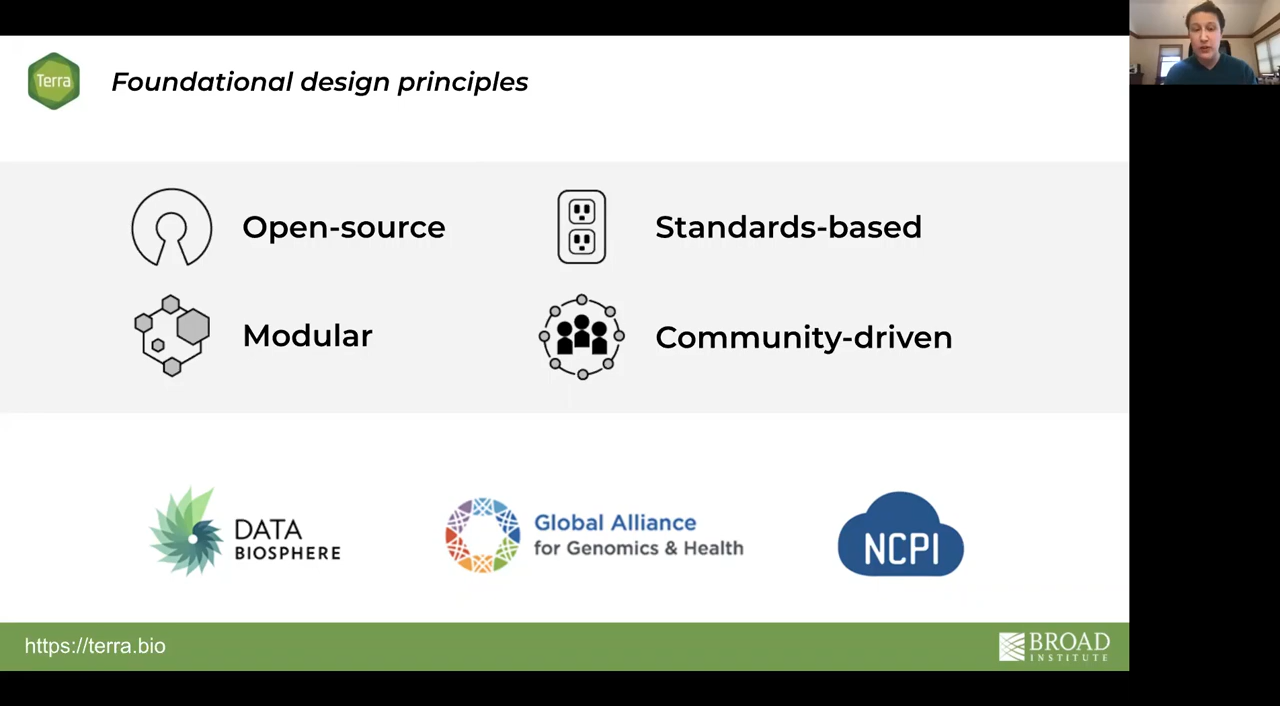 Terra
Foundational design principles
Open-source
Standards-based
Modular
Community-driven
DATA
BIOSPHERE
Global Alliance
for Genomics & Health
NCPI
https://terra.bio
BROAD
INSTITUTE